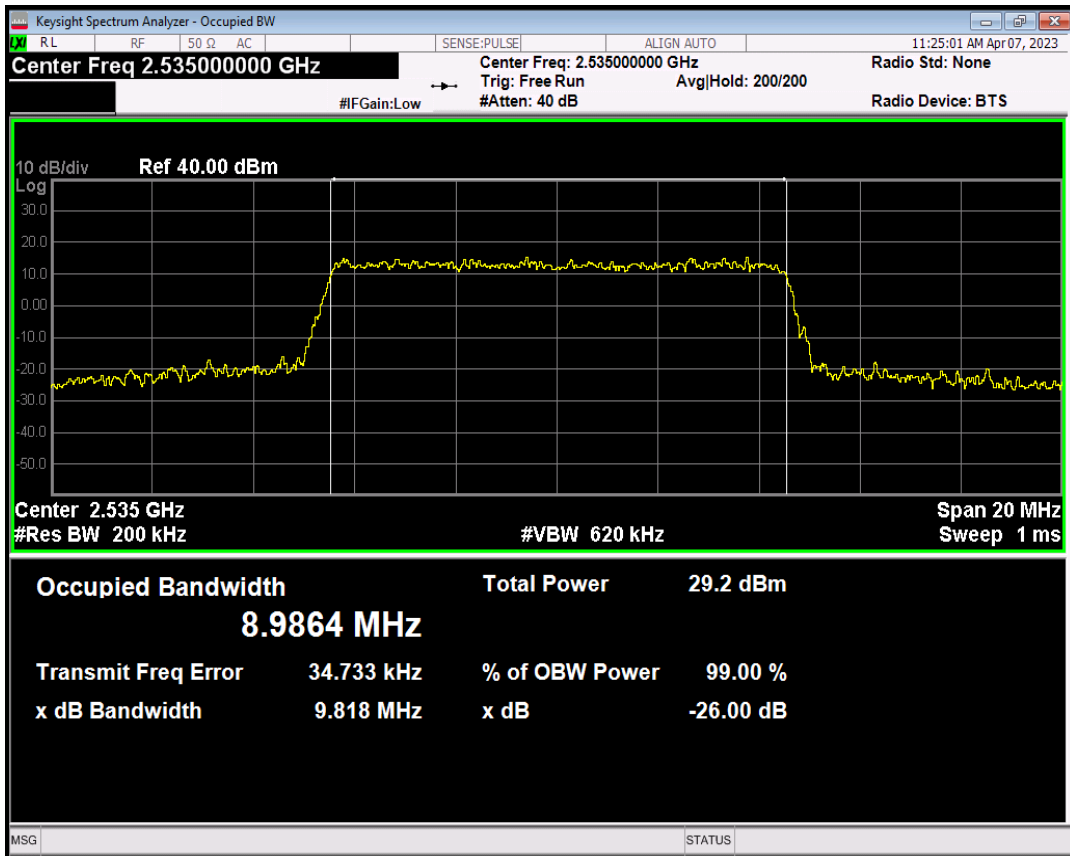 Keysight Spectrum Analyzer - Occupied BW
LXI RL RF 50 Ω AC SENSE:PULSE ALIGN AUTO 11:25:01 AM Apr 07, 2023
Center Freq 2.535000000 GHz
Center Freq: 2.535000000 GHz
Radio Std: None
Trig: Free Run Avg|Hold: 200/200
#IFGain:Low #Atten: 40 dB Radio Device: BTS
10 dB/div Ref 40.00 dBm
Log
30.0
20.0
10.0
0.00
-10.0
-20.0
-30.0
-40.0
-50.0
Center 2.535 GHz Span 20 MHz
#Res BW 200 kHz #VBW 620 kHz Sweep 1 ms
Occupied Bandwidth Total Power 29.2 dBm
8.9864 MHz
Transmit Freq Error 34.733 kHz % of OBW Power 99.00 %
x dB Bandwidth 9.818 MHz x dB -26.00 dB
MSG STATUS